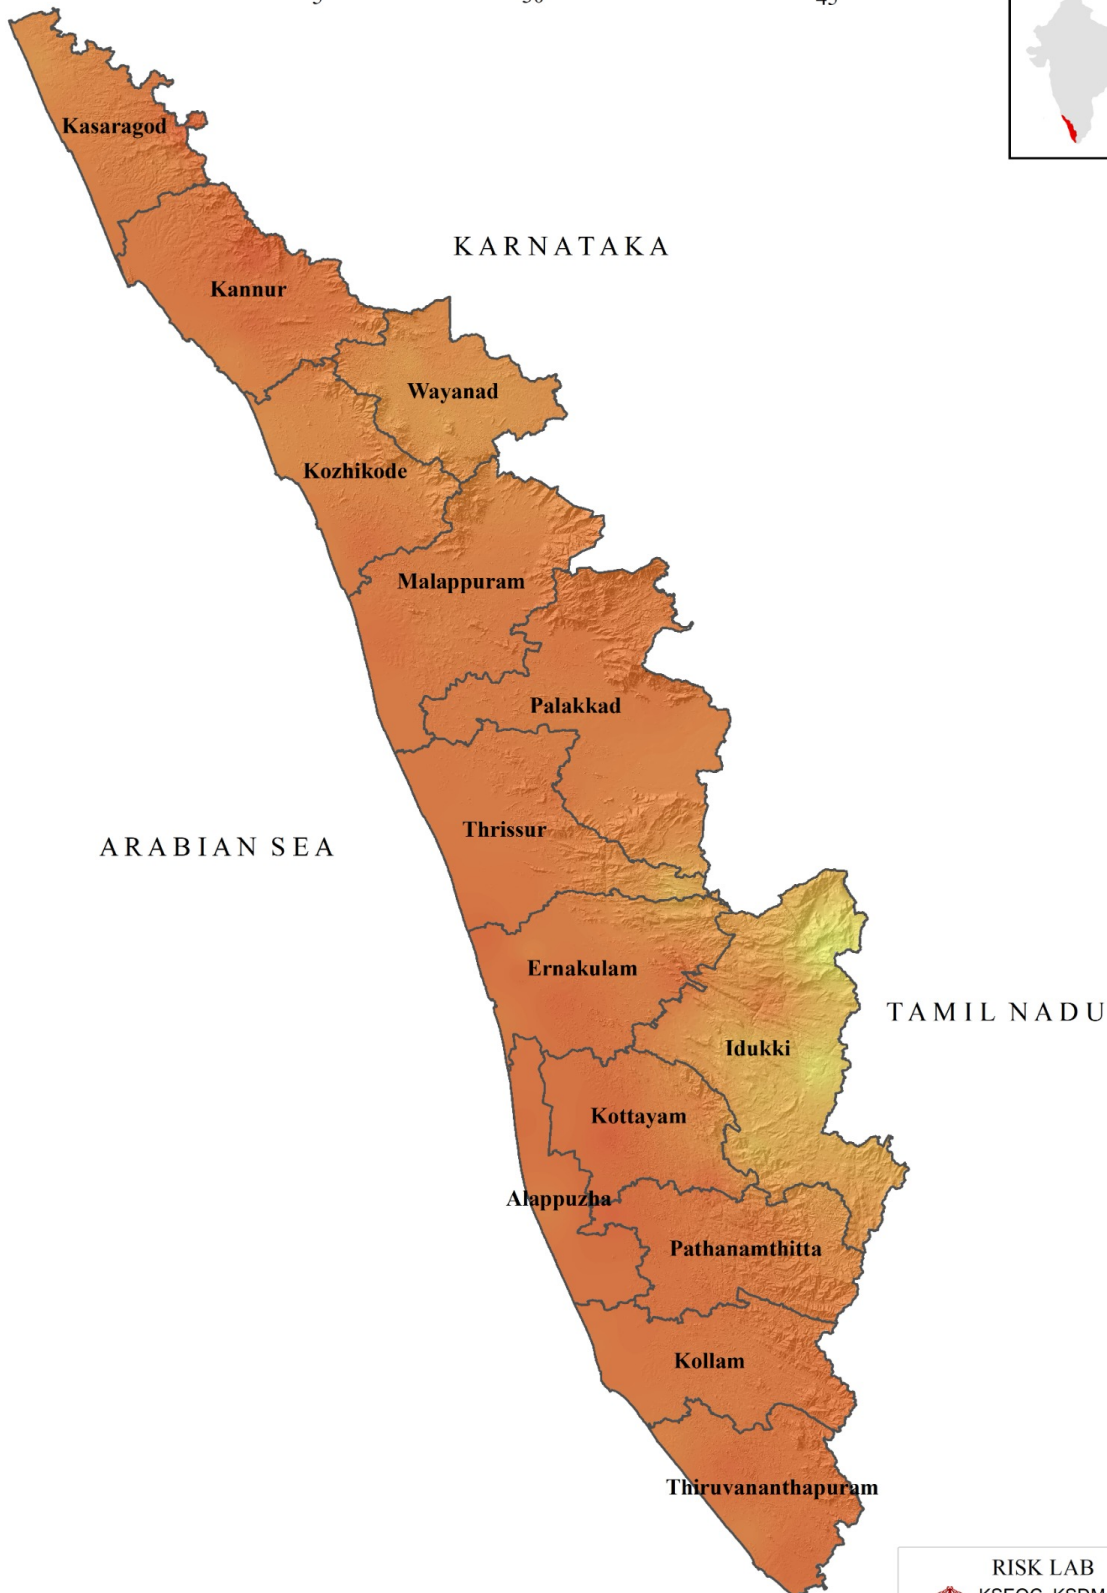 Kasaragod
KARNATAKA
Kannur
Wayanad
Kozhikode
Malappuram
Palakkad
Thrissur
ARABIAN SEA
Ernakulam
TAMIL NADU
Idukki
Kottayam
Alappuzha
Pathanamthitta
Kollam
Thiruvananthapuram
RISK LAB